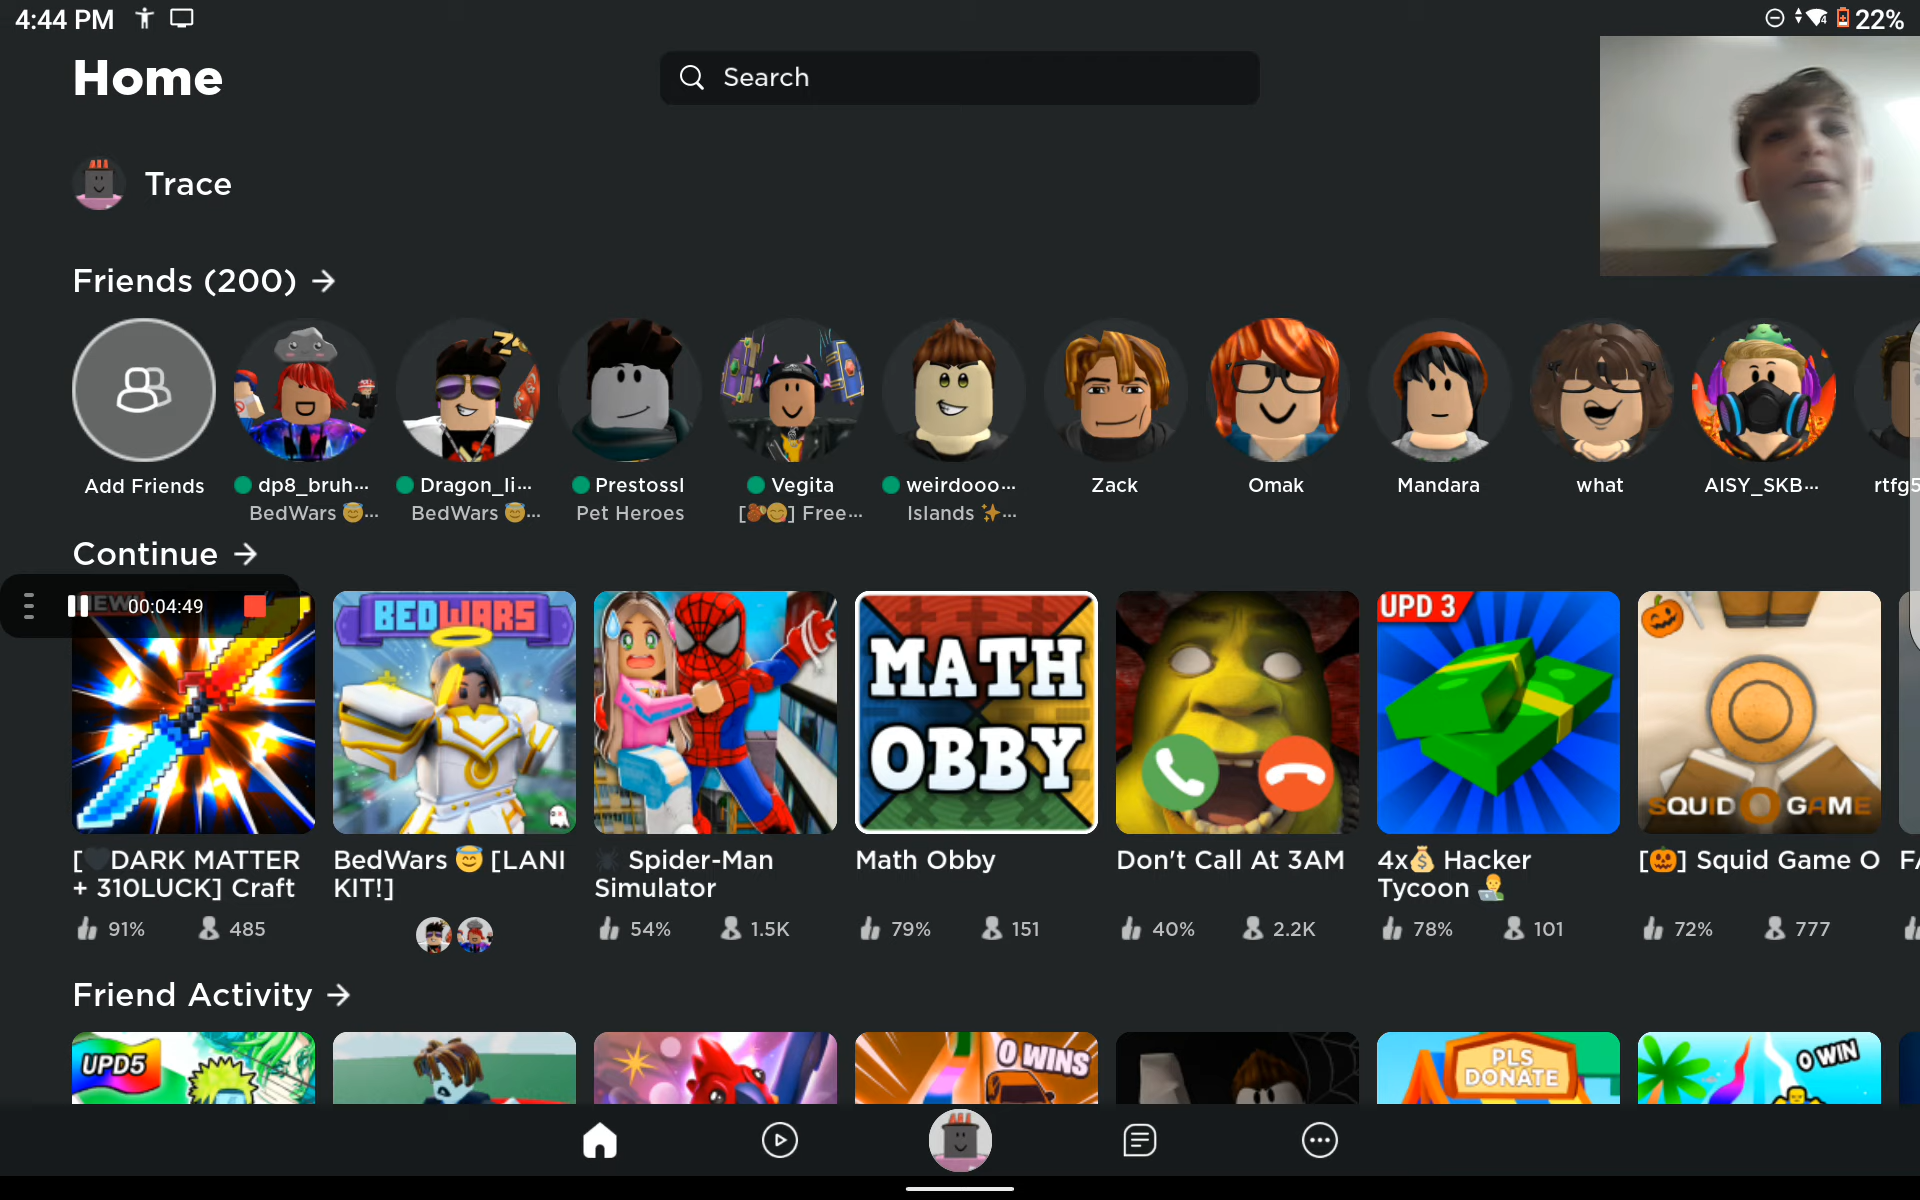 4:44 PM
22%
Home
Search
Trace
Friends (200)
Add Friends
dp8_bruh...
BedWars 😇...
Dragon_li...
BedWars 😇...
Prestossl
Pet Heroes
Vegita
Free...
weirdooo...
Islands ✨...
Zack
Omak
Mandara
what
AISY_SKB...
rtfg5
Continue
00:04:49
NEW!
BEDWARS
MATH
OBBY
UPD 3
SQUID O GAME
[🖤DARK MATTER
+ 310LUCK] Craft
91%
485
BedWars 😇 [LANI
KIT!]
🕷 Spider-Man
Simulator
54%
1.5K
Math Obby
79%
151
Don't Call At 3AM
40%
2.2K
4x💰 Hacker
Tycoon 👨‍💻
78%
101
[🎃] Squid Game O
72%
777
FA
Friend Activity
UPD5
0 WINS
PLS
DONATE
0 WIN